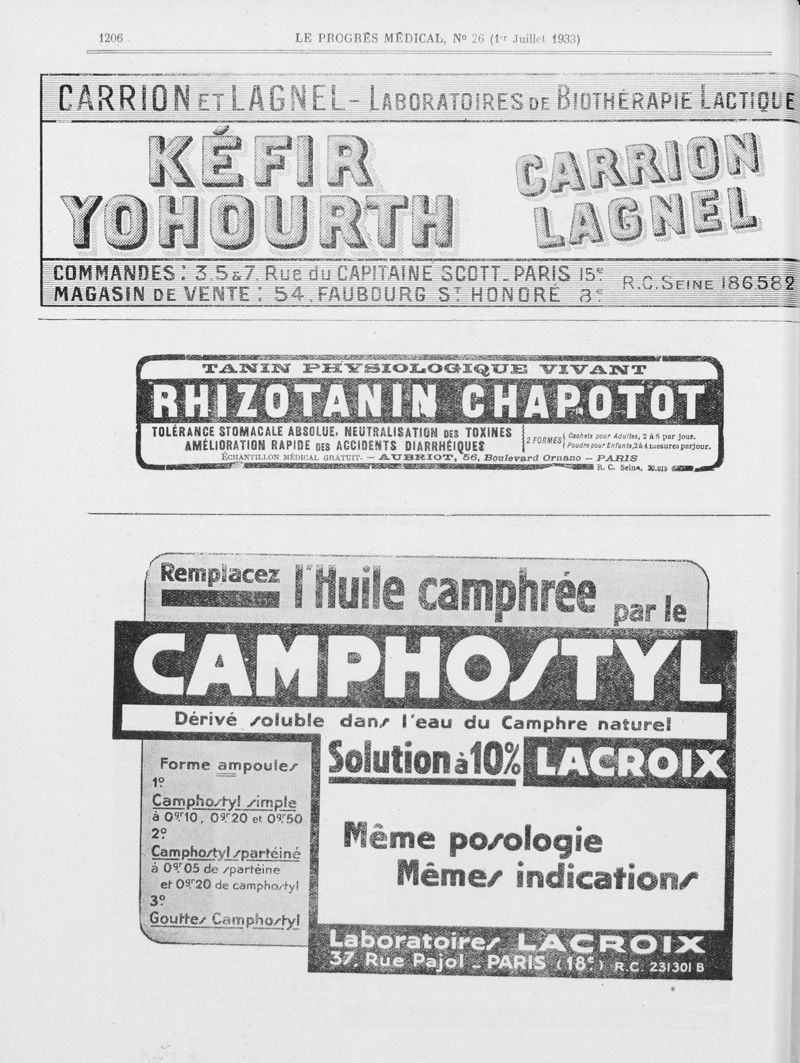 1206
LE PROGRÈS MÉDICAL, No 26 (1er Juillet 1933)
CARRION ET LAGNEL - LABORATOIRES DE BIOTHÉRAPIE LACTIQUE
KÉFIR
YOHOURTH
CARRION
LAGNEL
COMMANDES : 3.5 & 7, Rue du CAPITAINE SCOTT - PARIS 15e
MAGASIN DE VENTE : 54, FAUBOURG ST HONORÉ 8e
R.C. SEINE 186582
TANIN PHYSIOLOGIQUE VIVANT
RHIZOTANIN CHAPOTOT
TOLÉRANCE STOMACALE ABSOLUE, NEUTRALISATION DES TOXINES
AMÉLIORATION RAPIDE DES ACCIDENTS DIARRHÉIQUES
2 FORMES
Cachets pour Adultes, 2 à 6 par jour.
Poudre pour Enfants, 2 à 4 mesures par jour.
ÉCHANTILLON MÉDICAL GRATUIT. — AUBRIOT, 56, Boulevard Ornano — PARIS
R. C. Seine, 30.019
Remplacez l'Huile camphrée par le
CAMPHOSTYL
Dérivé soluble dans l'eau du Camphre naturel
Solution à 10% LACROIX
Forme ampoules
1º
Camphostyl simple
à 0gr10, 0gr20 et 0gr50
2º
Camphostyl spartéiné
à 0gr05 de spartéine
et 0gr20 de camphostyl
3º
Gouttes Camphostyl
Même posologie
Mêmes indications
Laboratoires LACROIX
37, Rue Pajol - PARIS (18e) R.C. 231301 B